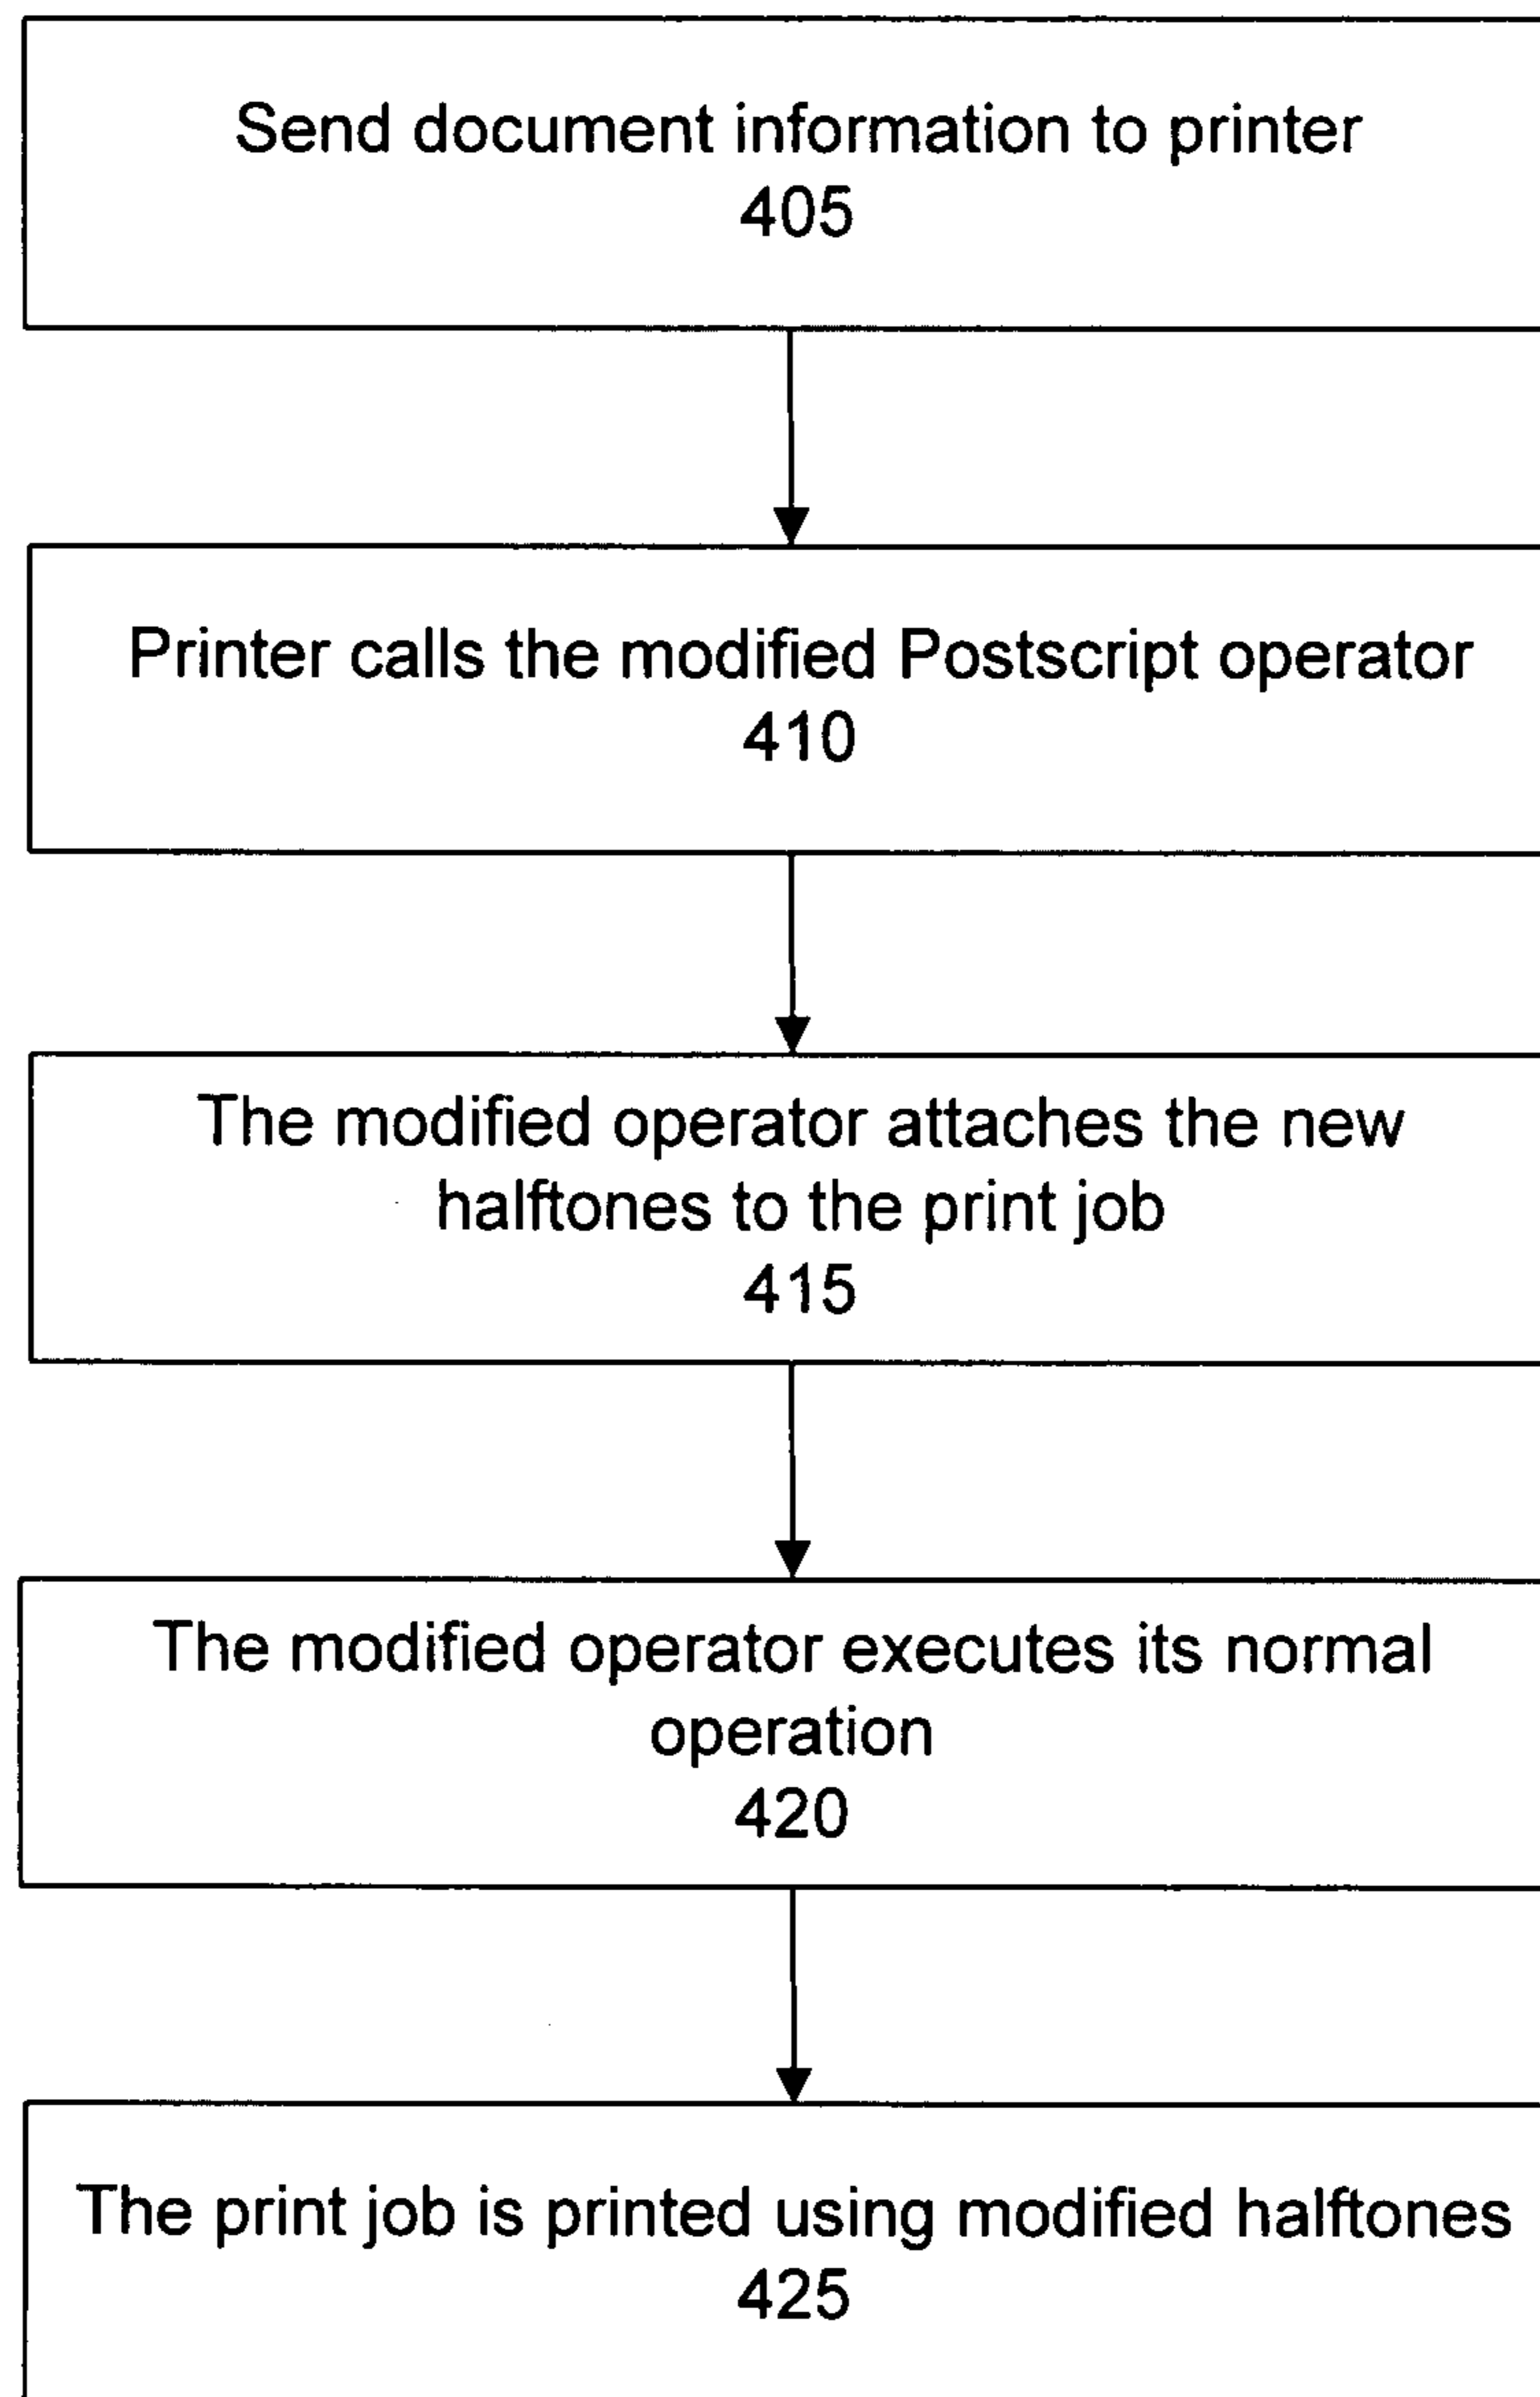 Send document information to printer
405
Printer calls the modified Postscript operator
410
The modified operator attaches the new
halftones to the print job
415
The modified operator executes its normal
operation
420
The print job is printed using modified halftones
425